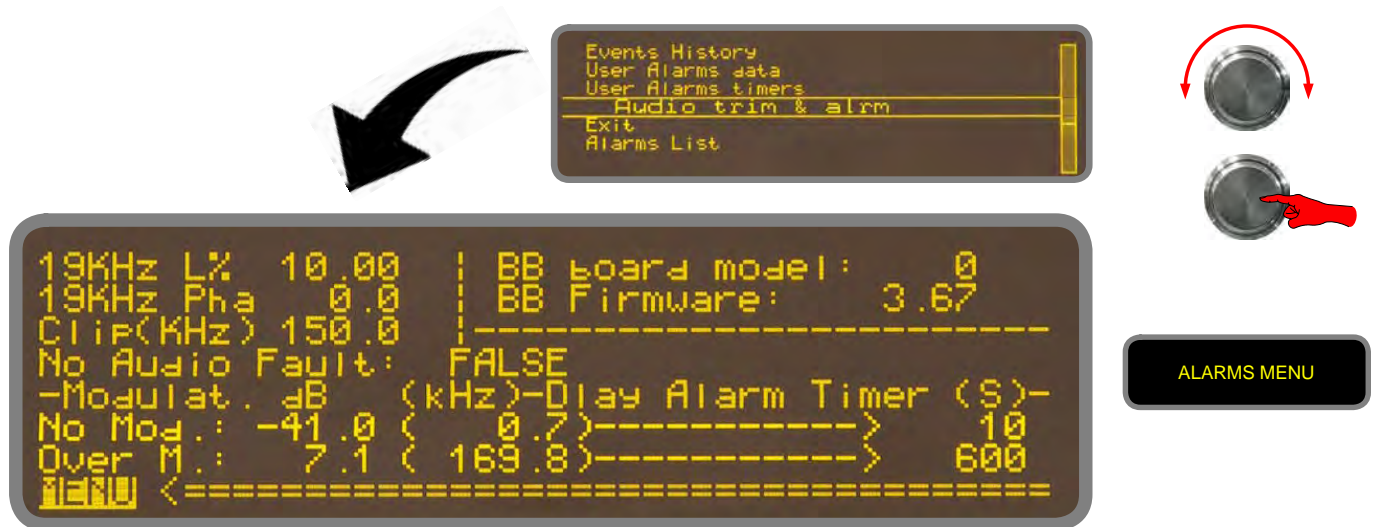 Events History
User Alarms data
User Alarms timers
Audio trim & alrm
Exit
Alarms List
19KHz L% 10.00 ¦ BB board model: 0
19KHz Pha 0.0 ¦ BB Firmware: 3.67
Clip(KHz) 150.0 ¦----------------------------
No Audio Fault: FALSE
-Modulat. dB (kHz)-Dlay Alarm Timer (S)-
No Mod.: -41.0 ( 0.7)------------> 10
Over M.: 7.1 ( 169.8)------------> 600
MENU <========================================
ALARMS MENU